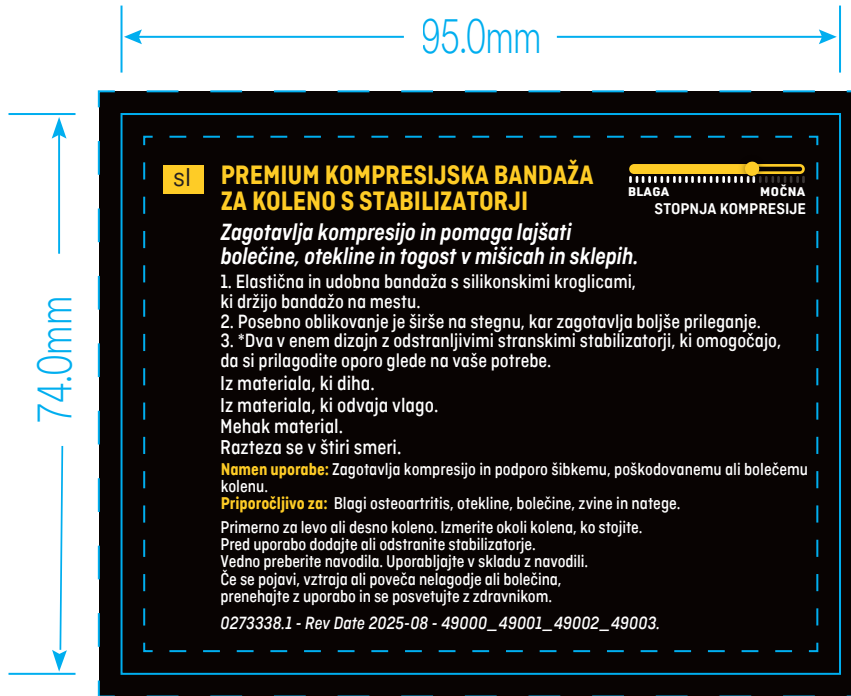 95.0mm
74.0mm
sl
PREMIUM KOMPRESIJSKA BANDAŽA
ZA KOLENO S STABILIZATORJI
BLAGA MOČNA
STOPNJA KOMPRESIJE
Zagotavlja kompresijo in pomaga lajšati
bolečine, otekline in togost v mišicah in sklepih.
1. Elastična in udobna bandaža s silikonskimi kroglicami,
ki držijo bandažo na mestu.
2. Posebno oblikovanje je širše na stegnu, kar zagotavlja boljše prileganje.
3. *Dva v enem dizajn z odstranljivimi stranskimi stabilizatorji, ki omogočajo,
da si prilagodite oporo glede na vaše potrebe.
Iz materiala, ki diha.
Iz materiala, ki odvaja vlago.
Mehak material.
Razteza se v štiri smeri.
Namen uporabe: Zagotavlja kompresijo in podporo šibkemu, poškodovanemu ali bolečemu
kolenu.
Priporočljivo za: Blagi osteoartritis, otekline, bolečine, zvine in natege.
Primerno za levo ali desno koleno. Izmerite okoli kolena, ko stojite.
Pred uporabo dodajte ali odstranite stabilizatorje.
Vedno preberite navodila. Uporabljajte v skladu z navodili.
Če se pojavi, vztraja ali poveča nelagodje ali bolečina,
prenehajte z uporabo in se posvetujte z zdravnikom.
0273338.1 - Rev Date 2025-08 - 49000_49001_49002_49003.